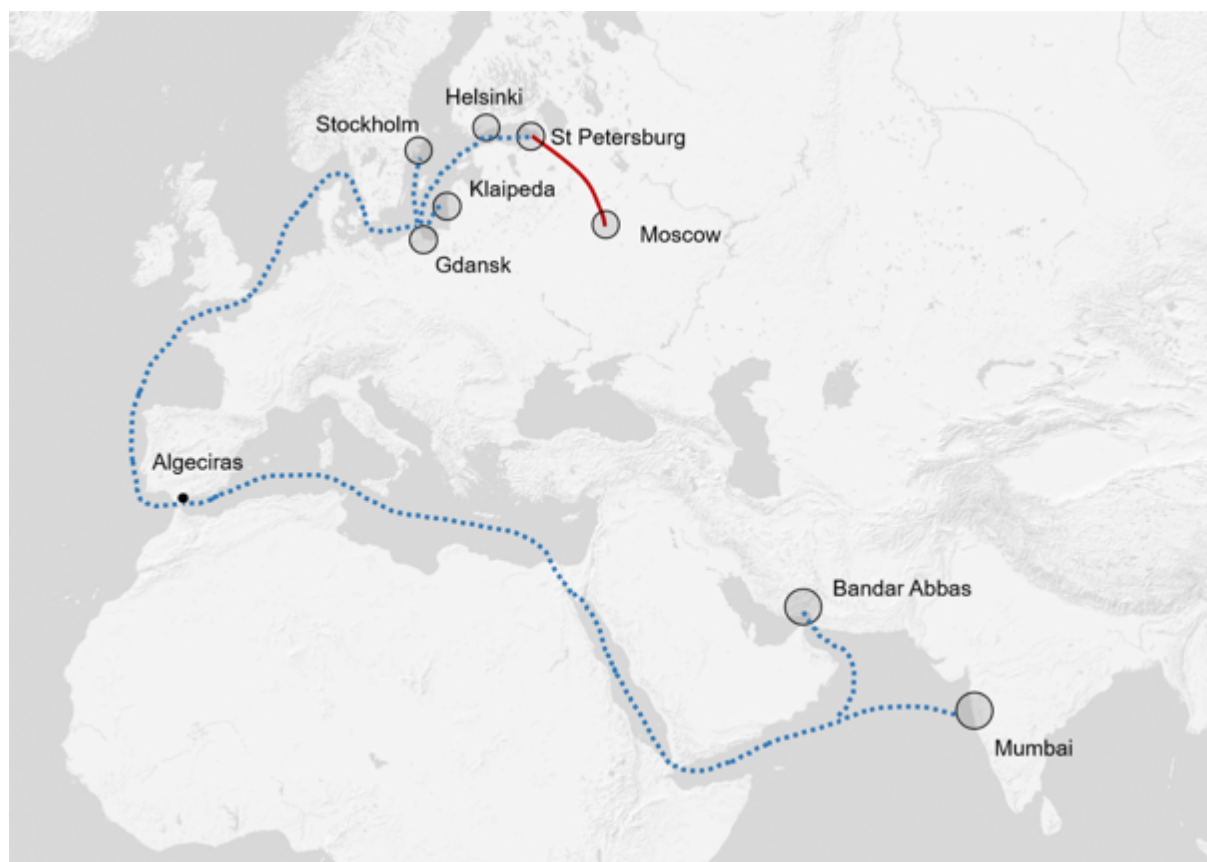 Helsinki
Stockholm
St Petersburg
Klaipeda
Moscow
Gdansk
Algeciras
Bandar Abbas
Mumbai